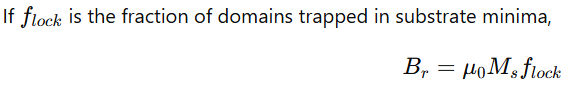 If f_lock is the fraction of domains trapped in substrate minima,
B_r = μ_0 M_s f_lock